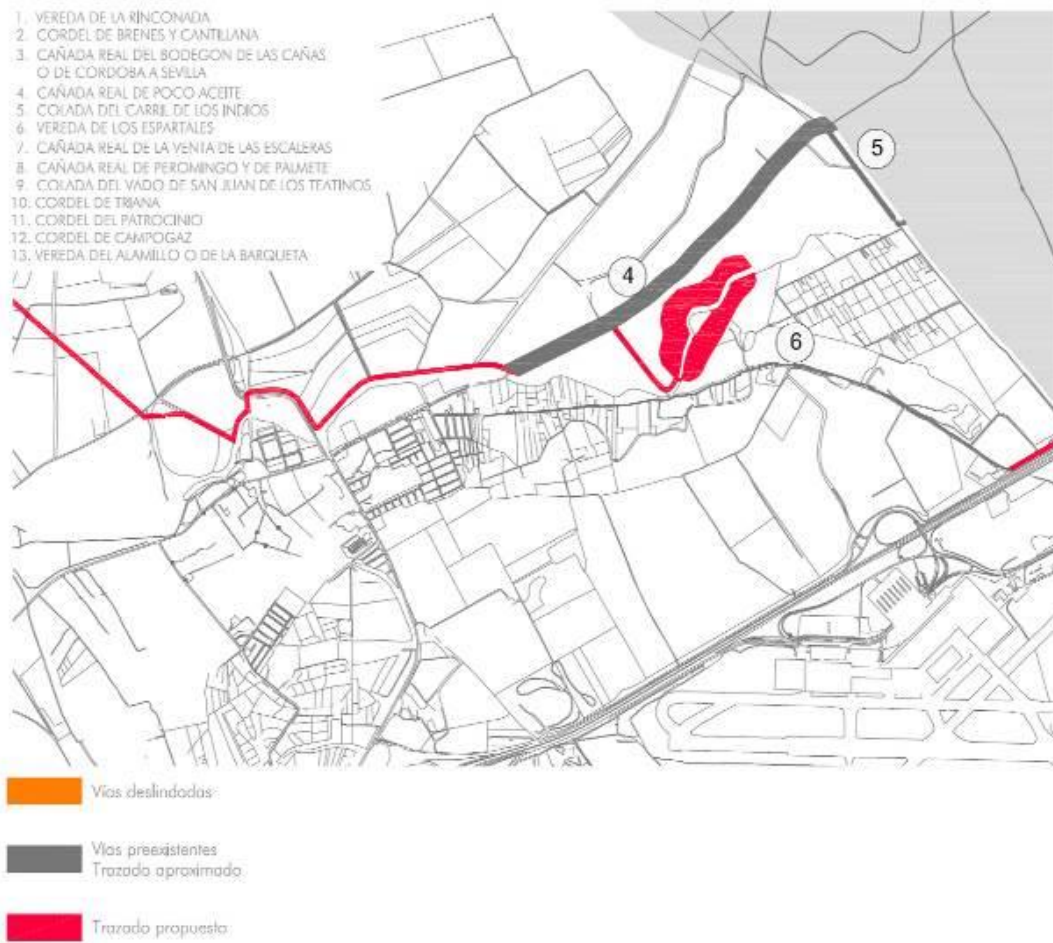 1. VEREDA DE LA RINCONADA
2. CORDEL DE BRENES Y CANTILLANA
3. CAÑADA REAL DEL BODEGON DE LAS CAÑAS
O DE CORDOBA A SEVILLA
4. CAÑADA REAL DE POCO ACEITE
5. COLADA DEL CARRIL DE LOS INDIOS
6. VEREDA DE LOS ESPARTALES
7. CAÑADA REAL DE LA VENTA DE LAS ESCALERAS
8. CAÑADA REAL DE PEROMINGO Y DE PALMETE
9. COLADA DEL VADO DE SAN JUAN DE LOS TEATINOS
10. CORDEL DE TRIANA
11. CORDEL DEL PATROCINIO
12. CORDEL DE CAMPOGAZ
13. VEREDA DEL ALAMILLO O DE LA BARQUETA
5
4
6
Vías deslindadas
Vías preexistentes
Trazado aproximado
Trazado propuesto